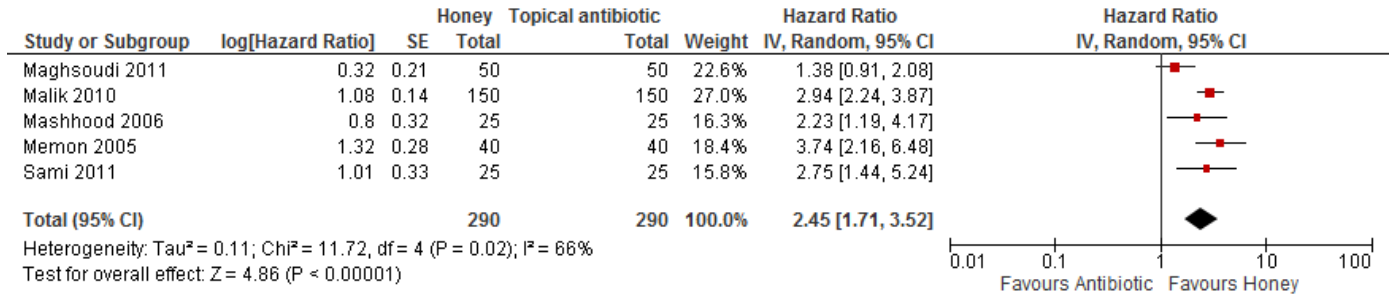 Honey Topical antibiotic Hazard Ratio Hazard Ratio
Study or Subgroup log[Hazard Ratio] SE Total Total Weight IV, Random, 95% CI IV, Random, 95% CI
Maghsoudi 2011 0.32 0.21 50 50 22.6% 1.38 [0.91, 2.08]
Malik 2010 1.08 0.14 150 150 27.0% 2.94 [2.24, 3.87]
Mashhood 2006 0.8 0.32 25 25 16.3% 2.23 [1.19, 4.17]
Memon 2005 1.32 0.28 40 40 18.4% 3.74 [2.16, 6.48]
Sami 2011 1.01 0.33 25 25 15.8% 2.75 [1.44, 5.24]
Total (95% CI) 290 290 100.0% 2.45 [1.71, 3.52]
Heterogeneity: Tau² = 0.11; Chi² = 11.72, df = 4 (P = 0.02); I² = 66%
Test for overall effect: Z = 4.86 (P < 0.00001)
0.01 0.1 1 10 100
Favours Antibiotic Favours Honey